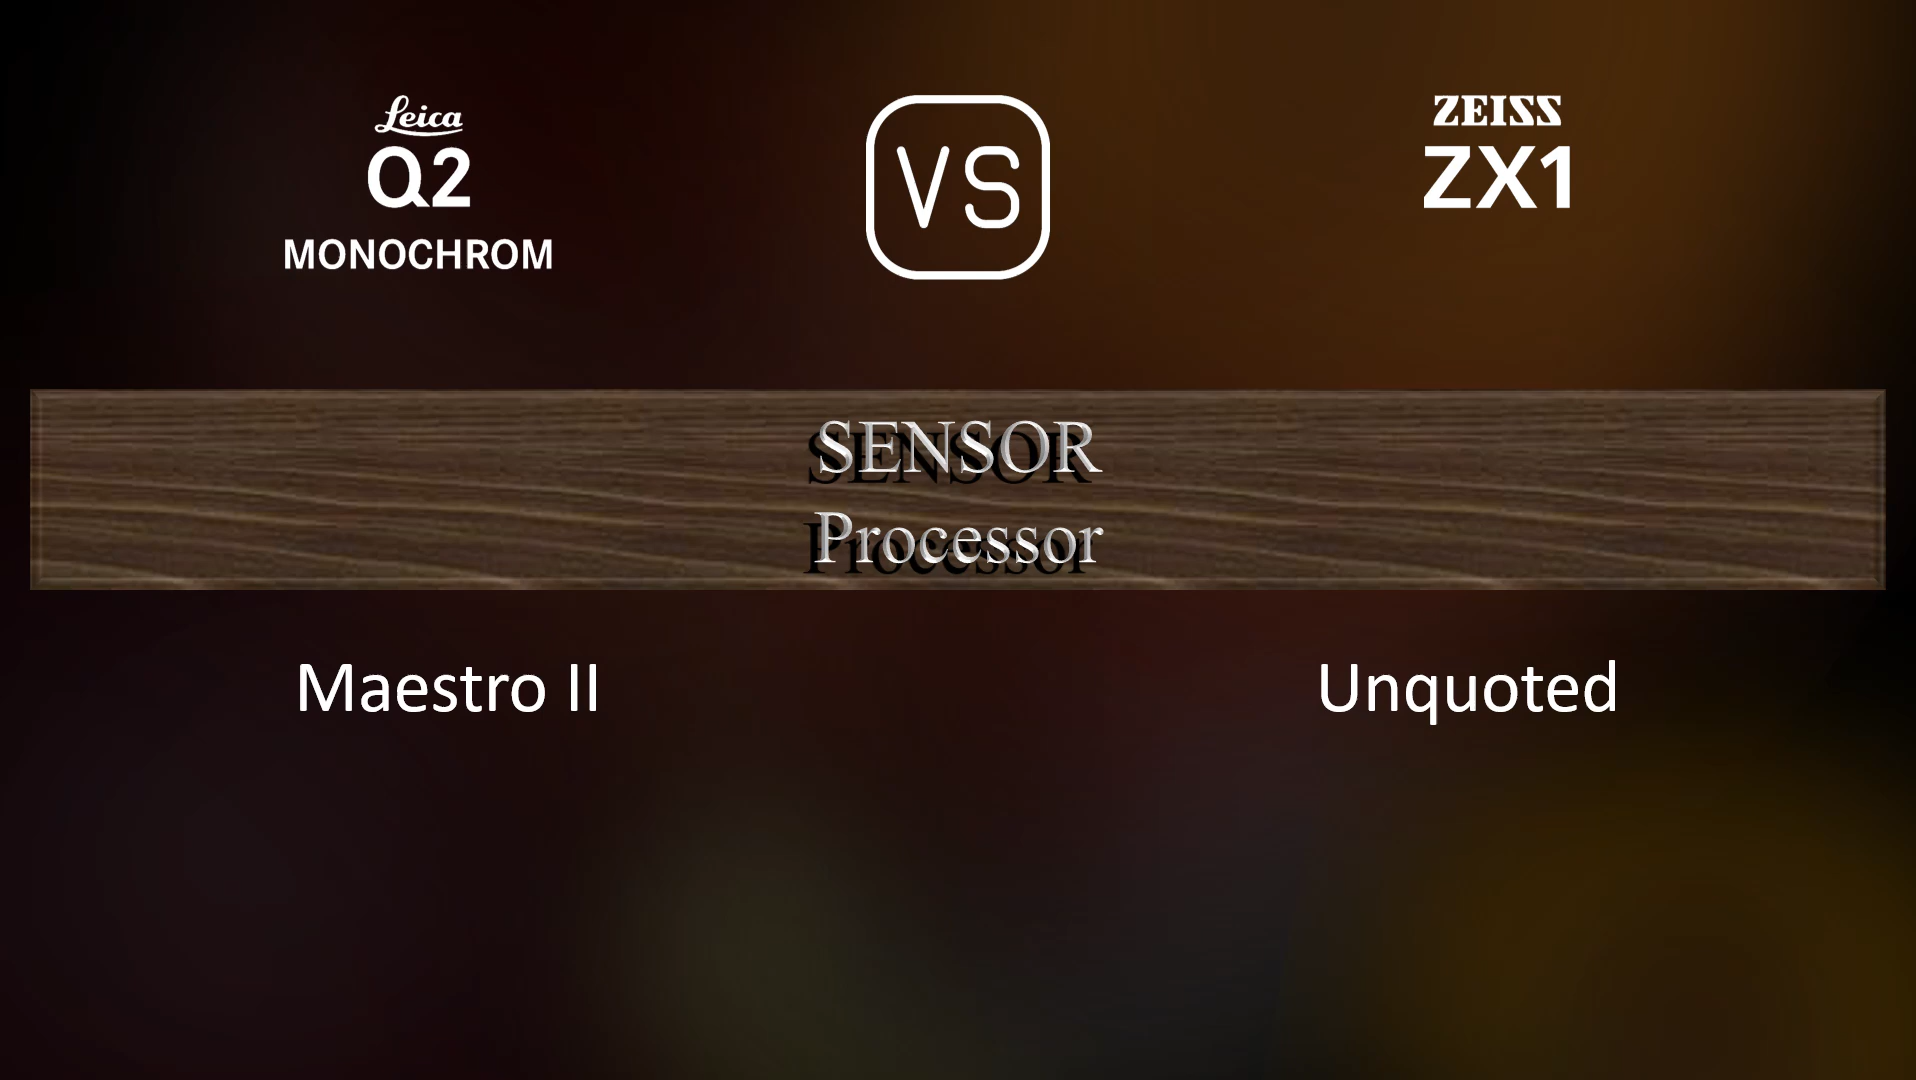 Leica
Q2
MONOCHROM
VS
ZEISS
ZX1
SENSOR
Processor
Maestro II
Unquoted